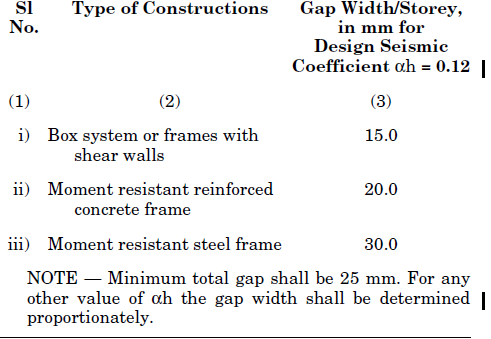 Sl Type of Constructions Gap Width/Storey,
No. in mm for
Design Seismic
Coefficient αh = 0.12
(1) (2) (3)
i) Box system or frames with 15.0
shear walls
ii) Moment resistant reinforced 20.0
concrete frame
iii) Moment resistant steel frame 30.0
NOTE — Minimum total gap shall be 25 mm. For any
other value of αh the gap width shall be determined
proportionately.